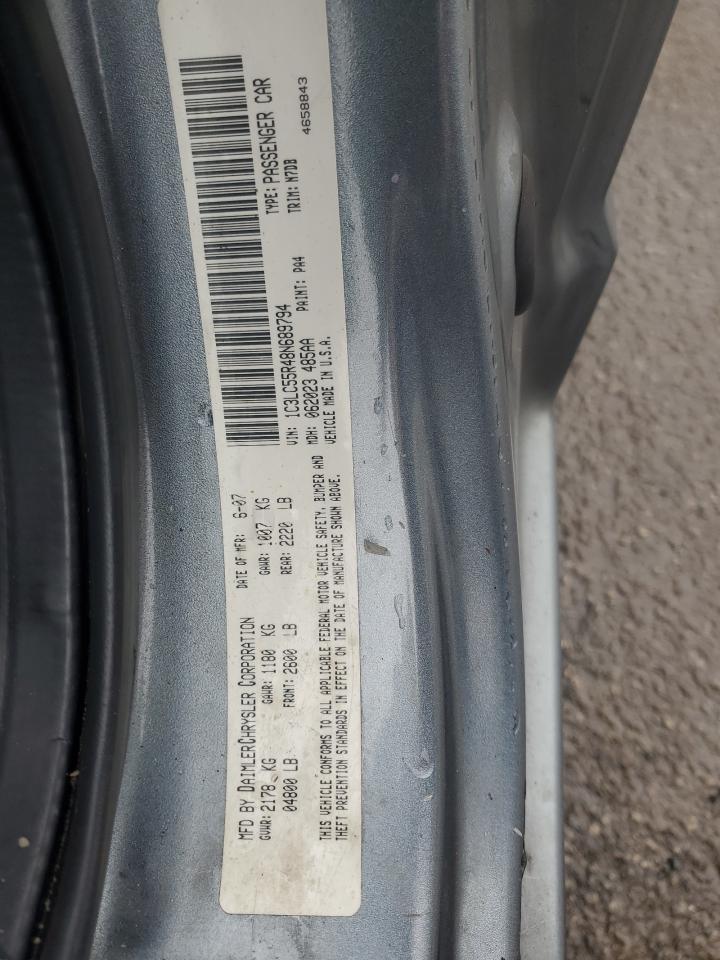 MFD BY DAIMLERCHRYSLER CORPORATION DATE OF MFR: 6-07
GVWR: 2178 KG GAWR: 1180 KG GAWR: 1007 KG
04800 LB FRONT: 2600 LB REAR: 2220 LB
THIS VEHICLE CONFORMS TO ALL APPLICABLE FEDERAL MOTOR VEHICLE SAFETY, BUMPER AND
THEFT PREVENTION STANDARDS IN EFFECT ON THE DATE OF MANUFACTURE SHOWN ABOVE.
VIN: 1C3LC55R48N689794 TYPE: PASSENGER CAR
MDH: 062023 485AA PAINT: PA4 TRIM: N7DB
VEHICLE MADE IN U.S.A. 4658843